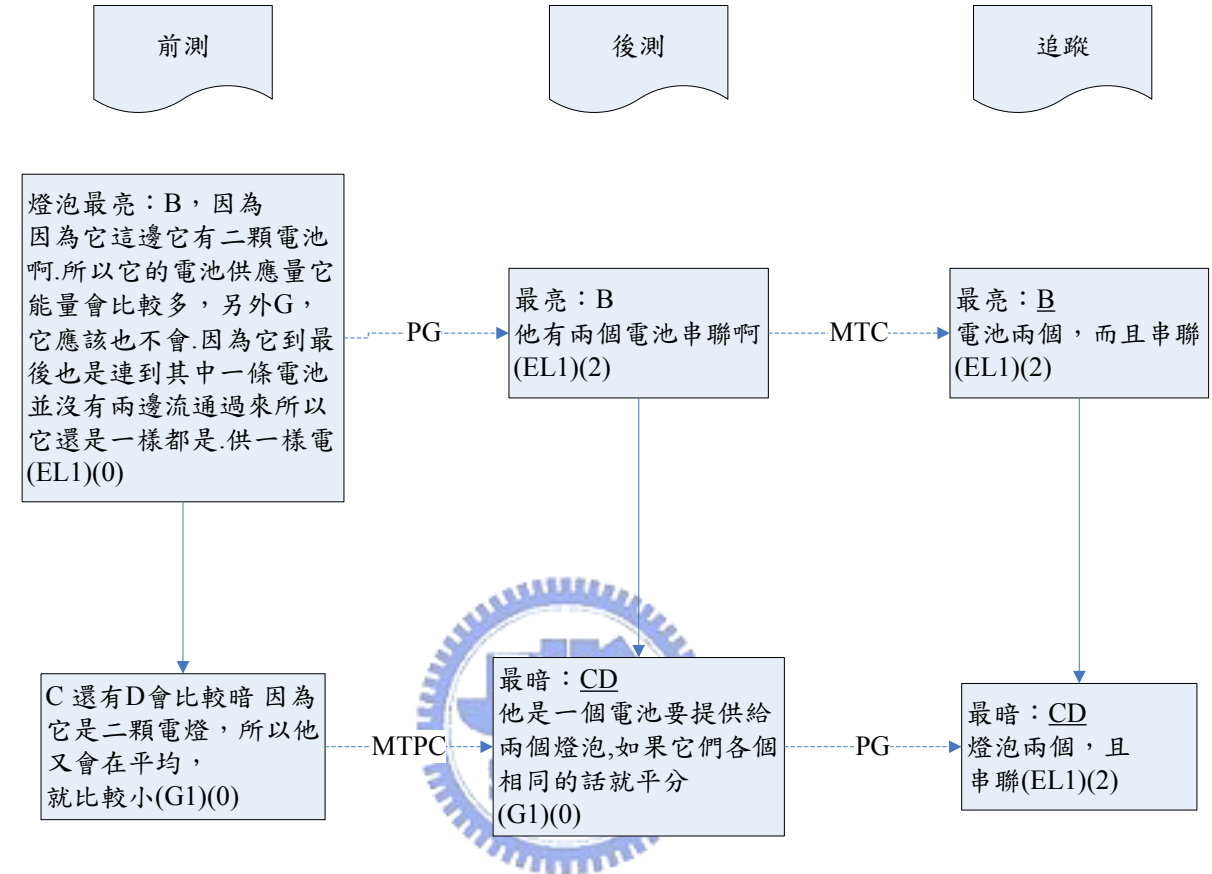 前測
後測
追蹤
燈泡最亮：B，因為
因為它這邊它有二顆電池
啊.所以它的電池供應量它
能量會比較多，另外G，
它應該也不會.因為它到最
後也是連到其中一條電池
並沒有兩邊流通過來所以
它還是一樣都是.供一樣電
(EL1)(0)
PG
最亮：B
他有兩個電池串聯啊
(EL1)(2)
MTC
最亮：B
電池兩個，而且串聯
(EL1)(2)
C 還有D會比較暗 因為
它是二顆電燈，所以他
又會在平均，
就比較小(G1)(0)
MTPC
最暗：CD
他是一個電池要提供給
兩個燈泡,如果它們各個
相同的話就平分
(G1)(0)
PG
最暗：CD
燈泡兩個，且
串聯(EL1)(2)